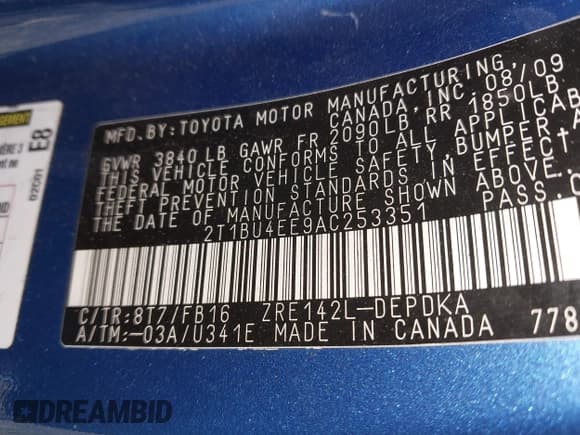 GEMENT
E8
02C01
MFD.BY:TOYOTA MOTOR MANUFACTURING,
CANADA, INC. 08/09
GVWR 3840 LB GAWR FR 2090LB RR 1850LB
THIS VEHICLE CONFORMS TO ALL APPLICAB
FEDERAL MOTOR VEHICLE SAFETY, BUMPER, A
THEFT PREVENTION STANDARDS IN EFFECT
THE DATE OF MANUFACTURE SHOWN ABOVE.
2T1BU4EE9AC253351 PASS.C
C/TR:8T7/FB16 ZRE142L-DEPDKA
A/TM:-03A/U341E MADE IN CANADA 778
DREAMBID